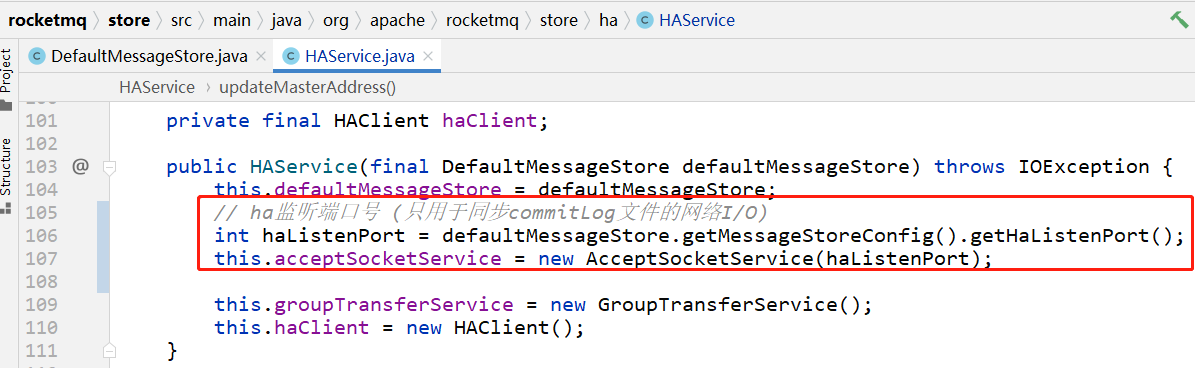 rocketmq › store › src › main › java › org › apache › rocketmq › store › ha › HAService
DefaultMessageStore.java × HAService.java ×
HAService › updateMasterAddress()
Project
Structure
101 private final HAClient haClient;
102
103 @ public HAService(final DefaultMessageStore defaultMessageStore) throws IOException {
104 this.defaultMessageStore = defaultMessageStore;
105 // ha监听端口号 (只用于同步commitLog文件的网络I/O)
106 int haListenPort = defaultMessageStore.getMessageStoreConfig().getHaListenPort();
107 this.acceptSocketService = new AcceptSocketService(haListenPort);
108
109 this.groupTransferService = new GroupTransferService();
110 this.haClient = new HAClient();
111 }